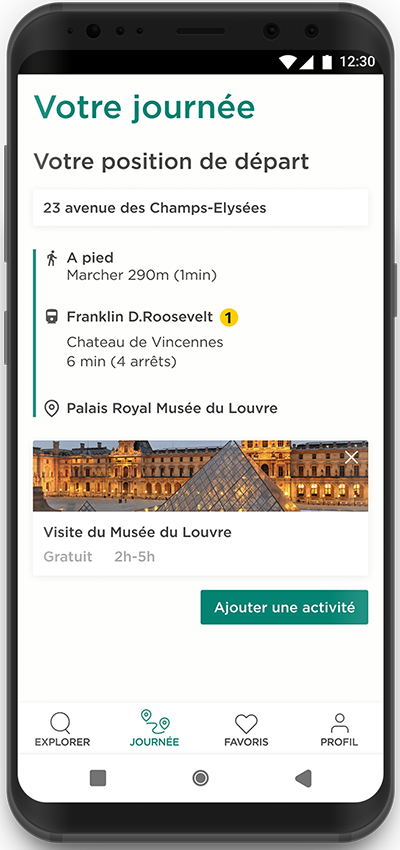 12:30
Votre journée
Votre position de départ
23 avenue des Champs-Elysées
A pied
Marcher 290m (1min)
Franklin D.Roosevelt 1
Chateau de Vincennes
6 min (4 arrêts)
Palais Royal Musée du Louvre
Visite du Musée du Louvre
Gratuit 2h-5h
Ajouter une activité
EXPLORER JOURNÉE FAVORIS PROFIL